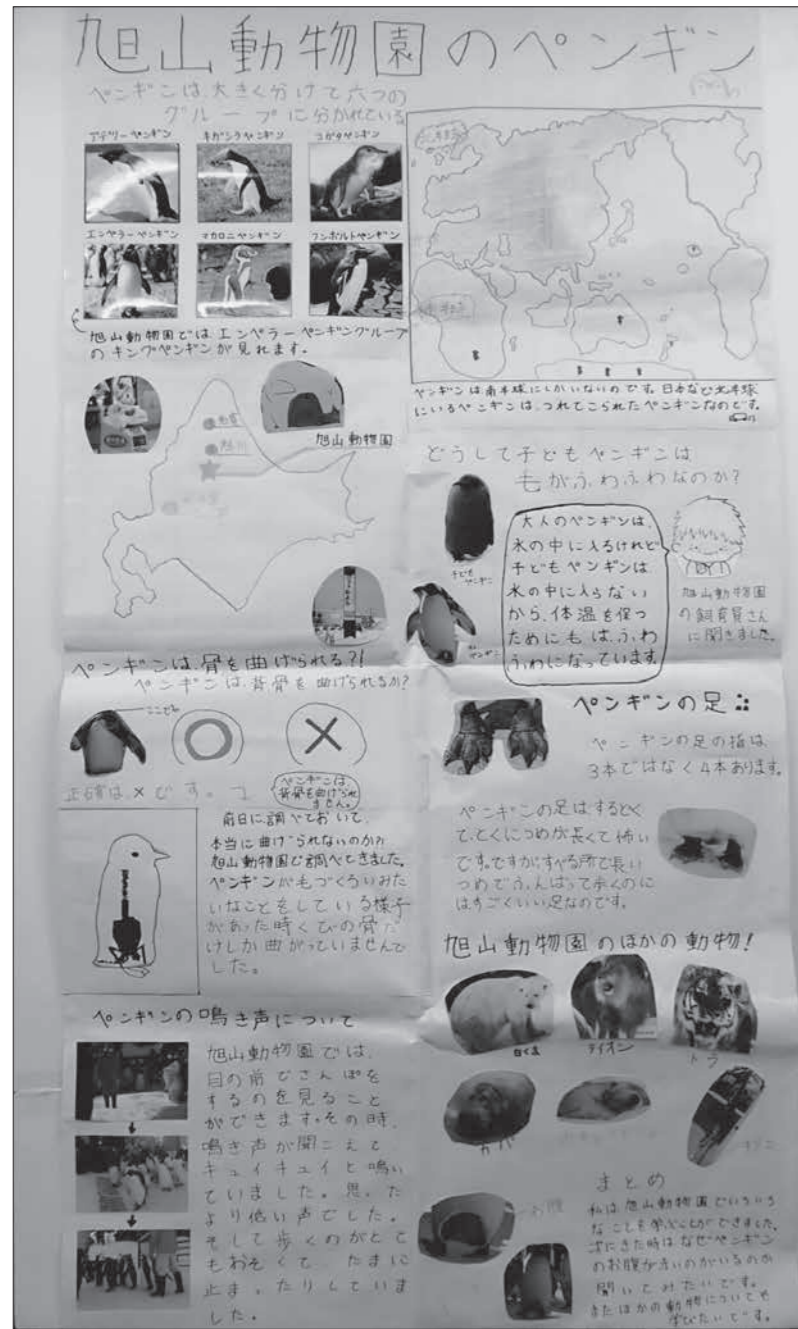 旭山動物園のペンギン
ペンギンは、大きく分けて六つの
グループに分かれている
アデリーペンギン
キガシラペンギン
コガタペンギン
エンペラーペンギン
マカロニペンギン
フンボルトペンギン
旭山動物園では、エンペラーペンギングループ
のキングペンギンが見れます。
ペンギンは南半球にしかいないのです。日本など北半球
にいるペンギンは、つれてこられたペンギンなのです。
旭山動物園
どうして子どもペンギンは
毛がふわふわなのか?
子ども
ペンギン
大人のペンギンは、
水の中に入るけれど
子どもペンギンは
水の中に入らない
から、体温を保つ
ためにもは、ふわ
ふわになっています。
旭山動物園
の飼育員さん
に聞きました。
ペンギンは、骨を曲げられる?!
ペンギンは、背骨を曲げられるか?
ここだよ
○
×
正解は、×です。
ペンギンは
背骨を曲げられ
ません。
前日に調べておいて、
本当に曲げられないのか?!
旭山動物園で調べてきました。
ペンギンがもづくろいみた
いなことをしている様子
があった時くびの骨だ
けしか曲がっていませんで
した。
ペンギンの足
ペンギンの足の指は、
3本ではなく4本あります。
ペンギンの足は、するどく
て、とくにつめが長くて怖い
です。ですがすべる所で長い
つめでふんばって歩くのに
はすごくいい足なのです。
ペンギンの鳴き声について
旭山動物園では、
目の前でさんぽを
するのを見ること
ができます。その時、
鳴き声が聞こえて
キュイキュイと鳴い
ていました。思った
より低い声でした。
そして歩くのがとて
もおそくて、たまに
止まったりしていま
した。
旭山動物園のほかの動物!
白くま
ライオン
トラ
カバ
お腹
まとめ
私は旭山動物園でいろいろ
なことを学ぶことができました。
次にきた時はなぜペンギン
のお腹が赤いのがいるのか
聞いてみたいです。
またほかの動物についても
学びたいです。